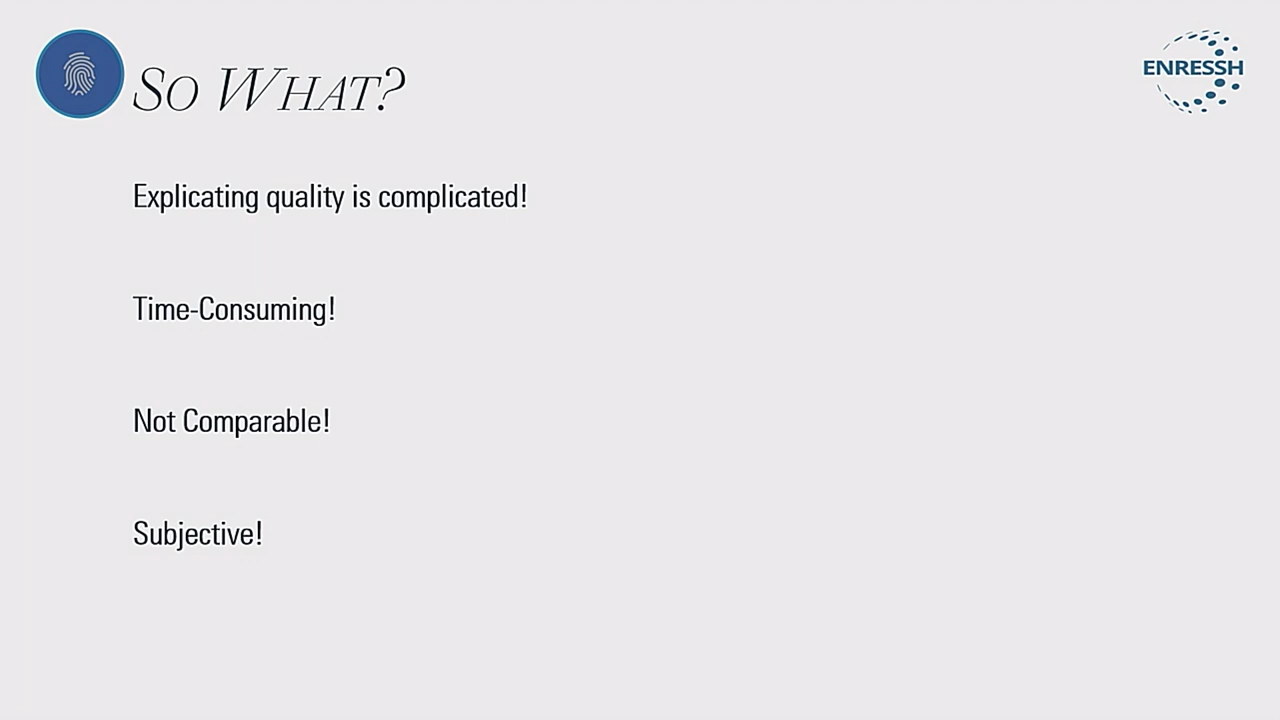 So What?
ENRESSH
Explicating quality is complicated!
Time-Consuming!
Not Comparable!
Subjective!